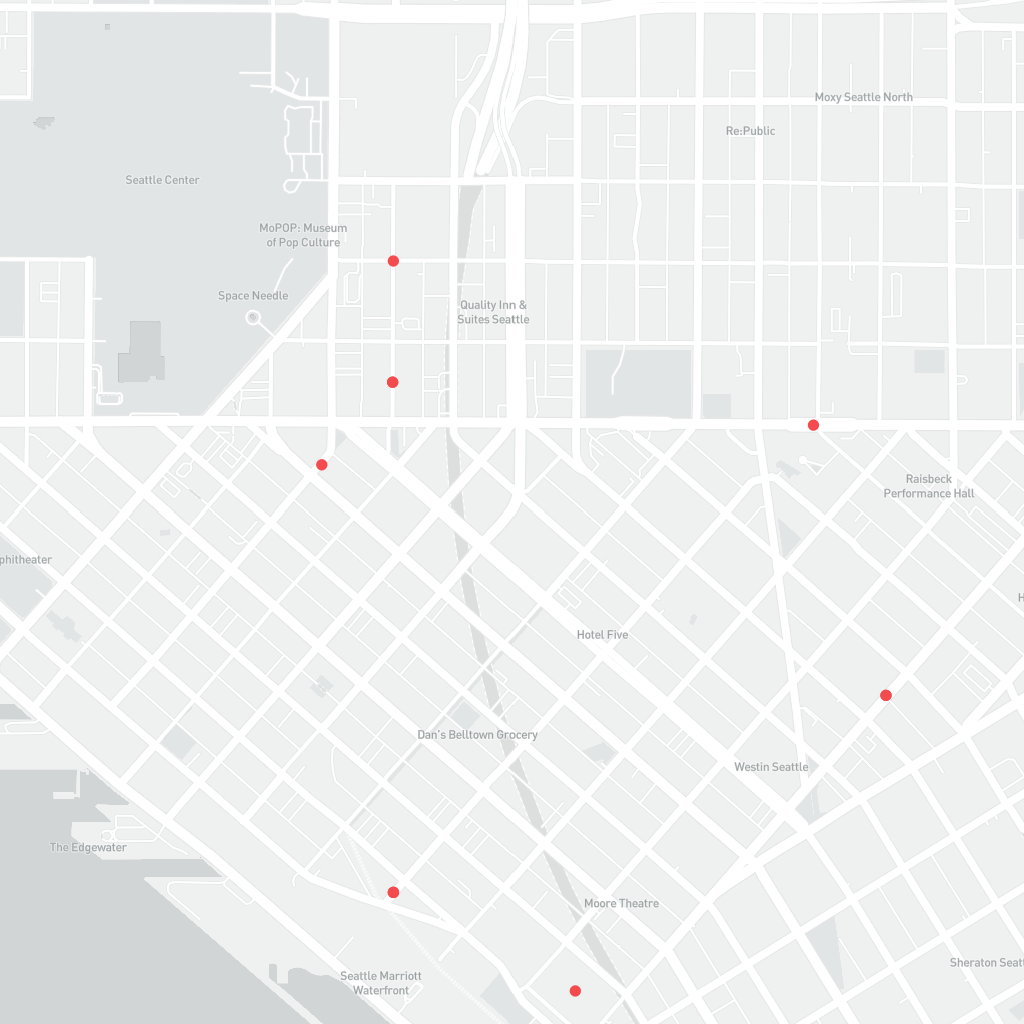 Moxy Seattle North
Re:Public
Seattle Center
MoPOP: Museum
of Pop Culture
Space Needle
Quality Inn &
Suites Seattle
Raisbeck
Performance Hall
phitheater
H
Hotel Five
Dan's Belltown Grocery
Westin Seattle
The Edgewater
Moore Theatre
Sheraton Seatt
Seattle Marriott
Waterfront